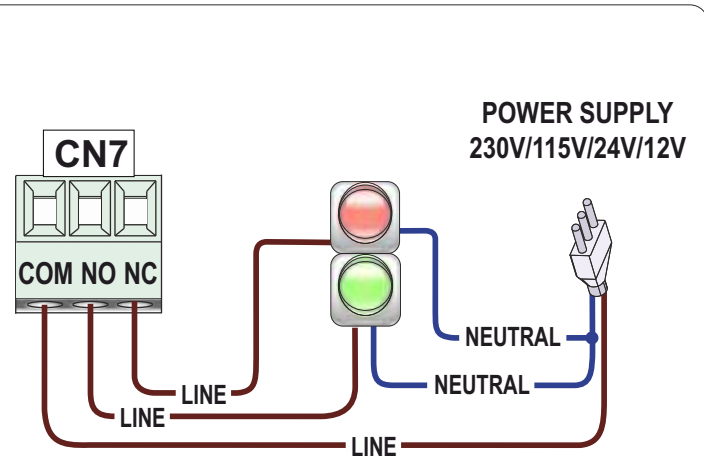 POWER SUPPLY
230V/115V/24V/12V
CN7
COM NO NC
NEUTRAL
NEUTRAL
LINE
LINE
LINE